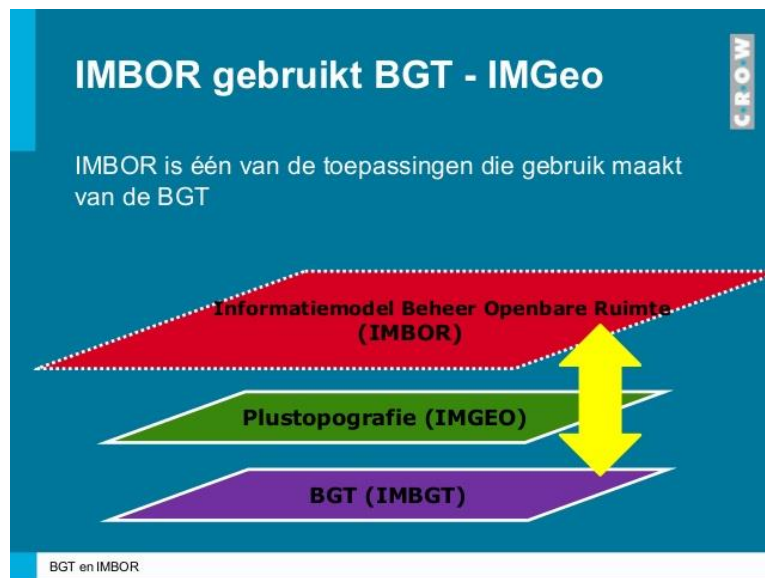 IMBOR gebruikt BGT - IMGeo
C·R·O·W
IMBOR is één van de toepassingen die gebruik maakt
van de BGT
Informatiemodel Beheer Openbare Ruimte
(IMBOR)
Plustopografie (IMGEO)
BGT (IMBGT)
BGT en IMBOR